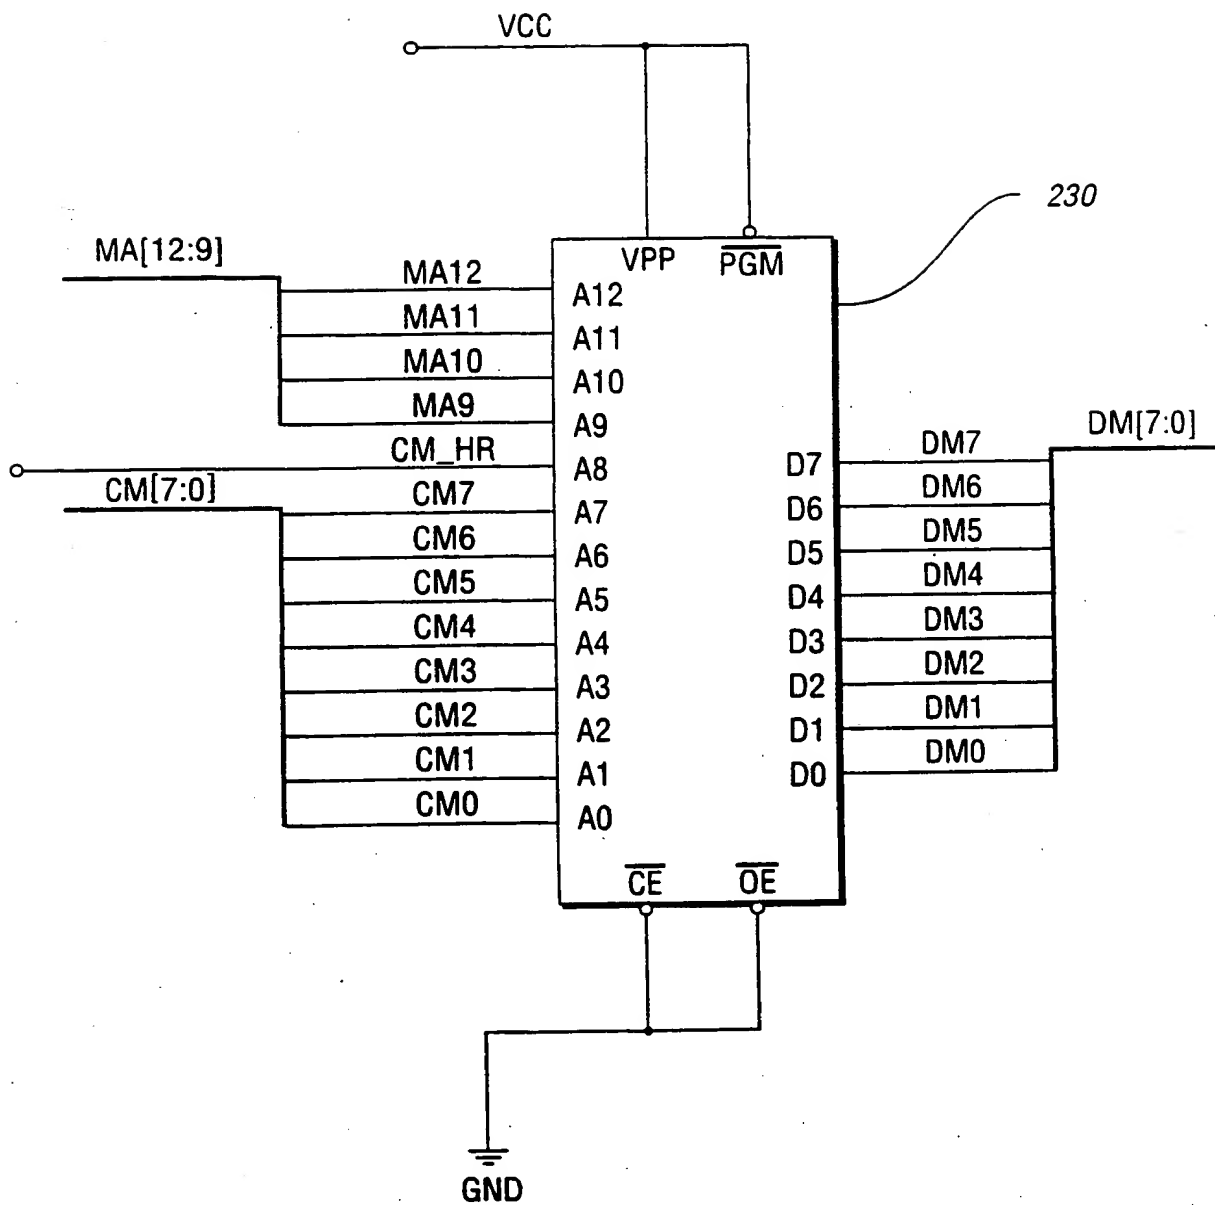 VCC
230
VPP
PGM
MA[12:9]
MA12
A12
MA11
A11
MA10
A10
MA9
A9
CM_HR
A8
CM[7:0]
CM7
A7
CM6
A6
CM5
A5
CM4
A4
CM3
A3
CM2
A2
CM1
A1
CM0
A0
DM[7:0]
D7
DM7
D6
DM6
D5
DM5
D4
DM4
D3
DM3
D2
DM2
D1
DM1
D0
DM0
CE
OE
GND